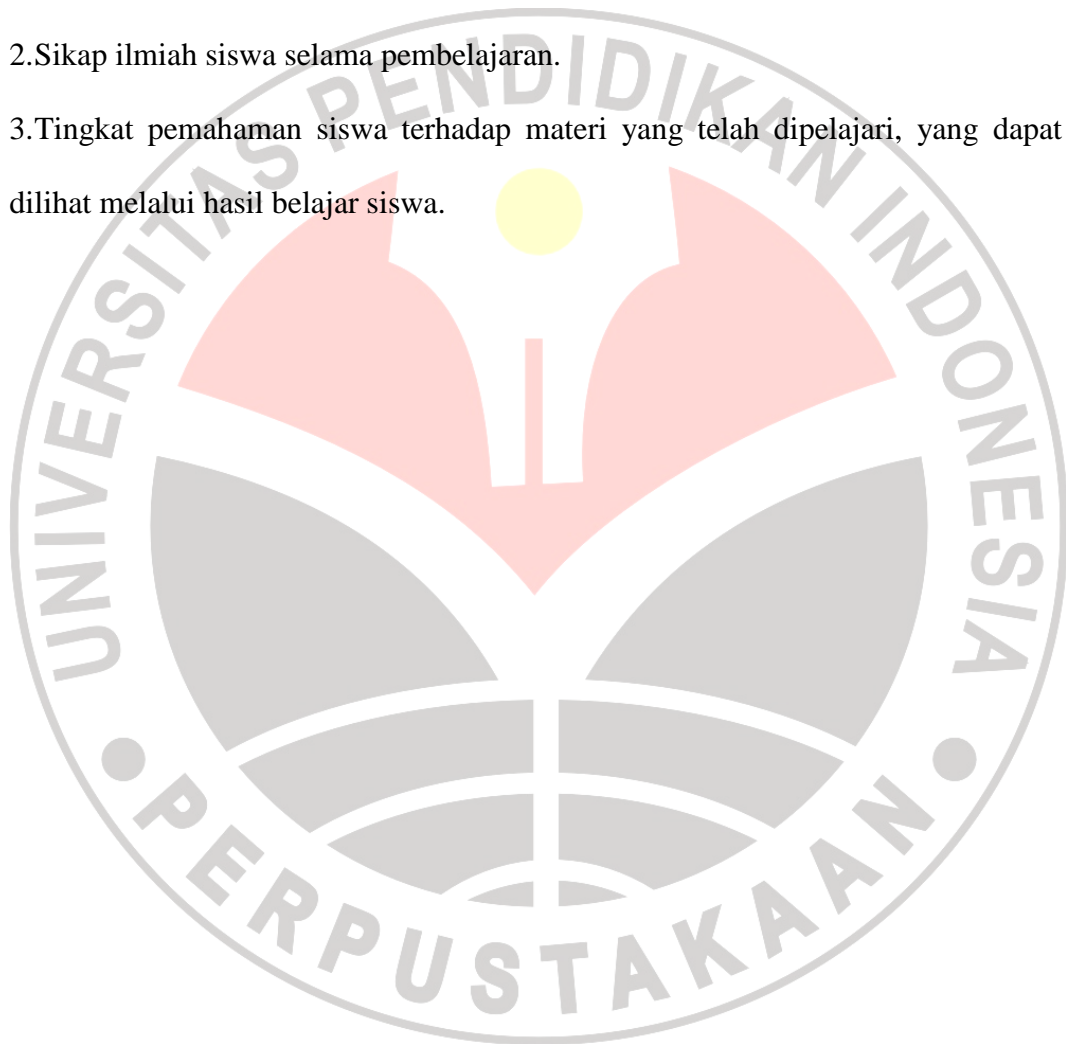 2.Sikap ilmiah siswa selama pembelajaran.
3.Tingkat pemahaman siswa terhadap materi yang telah dipelajari, yang dapat
dilihat melalui hasil belajar siswa.
UNIVERSITAS PENDIDIKAN INDONESIA
PERPUSTAKAAN